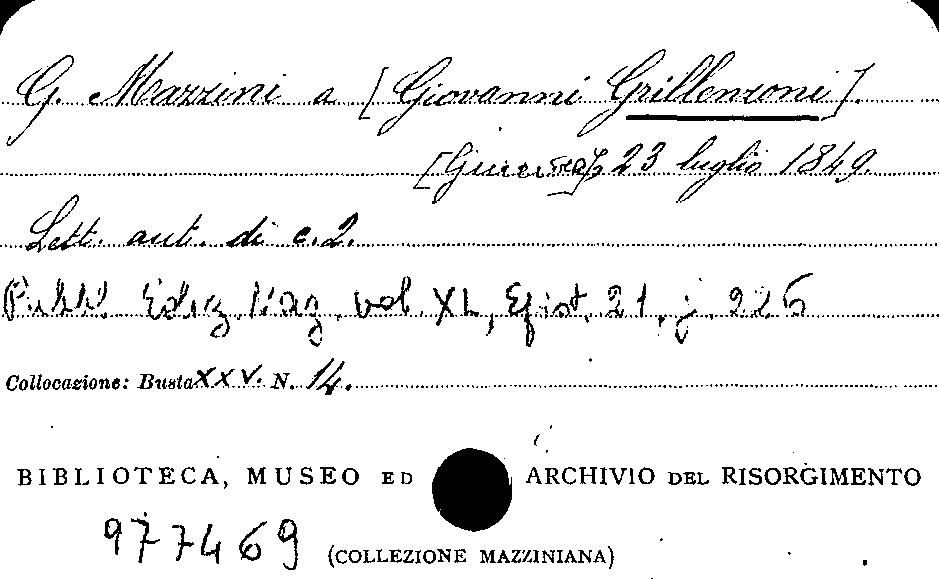 G. Mazzini a [Giovanni Grillenzoni].
[Ginevra], 23 luglio 1849.
Lett. aut. di c. 2.
Pubbl. Ediz. Naz. vol. XL, Epist. 21, p. 226
Collocazione: Busta XXV. N. 14.
BIBLIOTECA, MUSEO ED ARCHIVIO DEL RISORGIMENTO
977469
(COLLEZIONE MAZZINIANA)